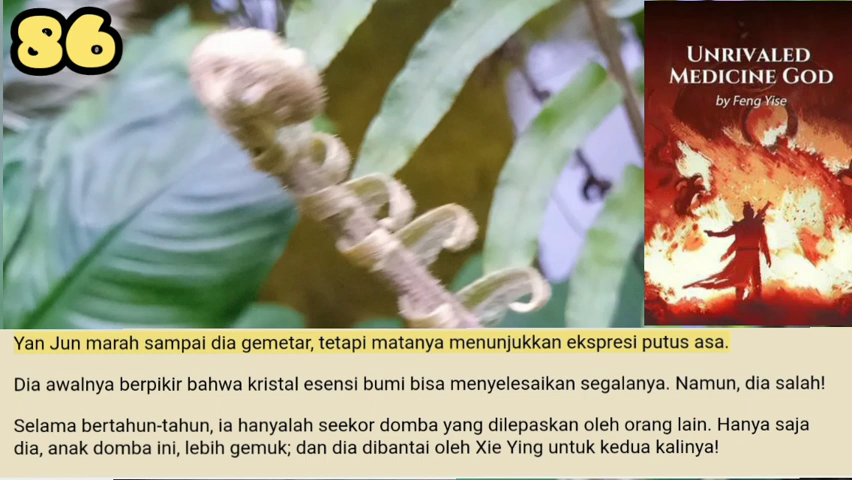 86
UNRIVALED
MEDICINE GOD
by Feng Yise
Yan Jun marah sampai dia gemetar, tetapi matanya menunjukkan ekspresi putus asa.
Dia awalnya berpikir bahwa kristal esensi bumi bisa menyelesaikan segalanya. Namun, dia salah!
Selama bertahun-tahun, ia hanyalah seekor domba yang dilepaskan oleh orang lain. Hanya saja
dia, anak domba ini, lebih gemuk; dan dia dibantai oleh Xie Ying untuk kedua kalinya!